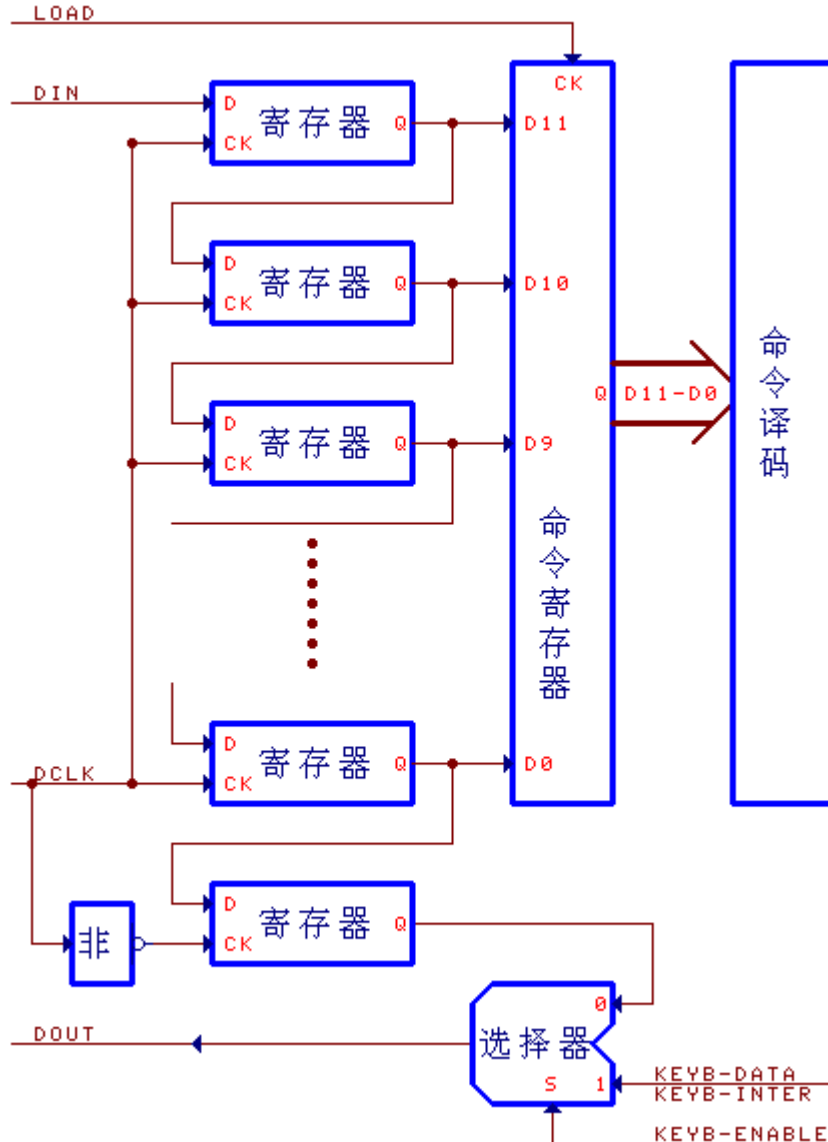 LOAD
CK
DIN
D 寄存器 Q
CK
D11
D 寄存器 Q
CK
D10
D 寄存器 Q
CK
D9
命令寄存器
Q D11-D0
命令译码
D 寄存器 Q
CK
D0
DCLK
非
D 寄存器 Q
CK
0
选择器
S 1
DOUT
KEYB-DATA
KEYB-INTER
KEYB-ENABLE